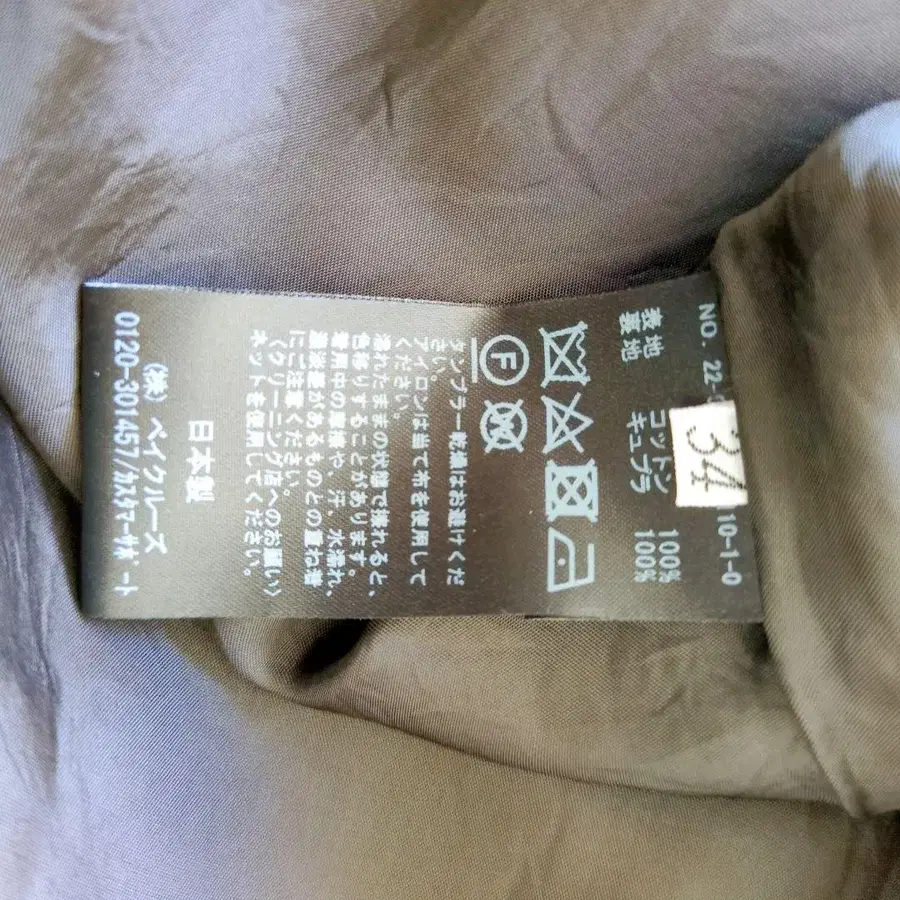 NO. 22-
10-1-0
34
表地 コットン 100%
裏地 キュプラ 100%
F
タンブラー乾燥はお避けくだ
さい。
アイロンは当て布を使用して
ください。
濡れたままの状態で擦れると、
色移りすることがあります。
着用中の摩擦や、汗、水濡れ、
濃淡差があるものとの重ね着
にご注意ください。
〈クリーニング店へのお願い〉
ネットを使用してください。
日本製
(株)ベイクルーズ
0120-301457/カスタマーサポート